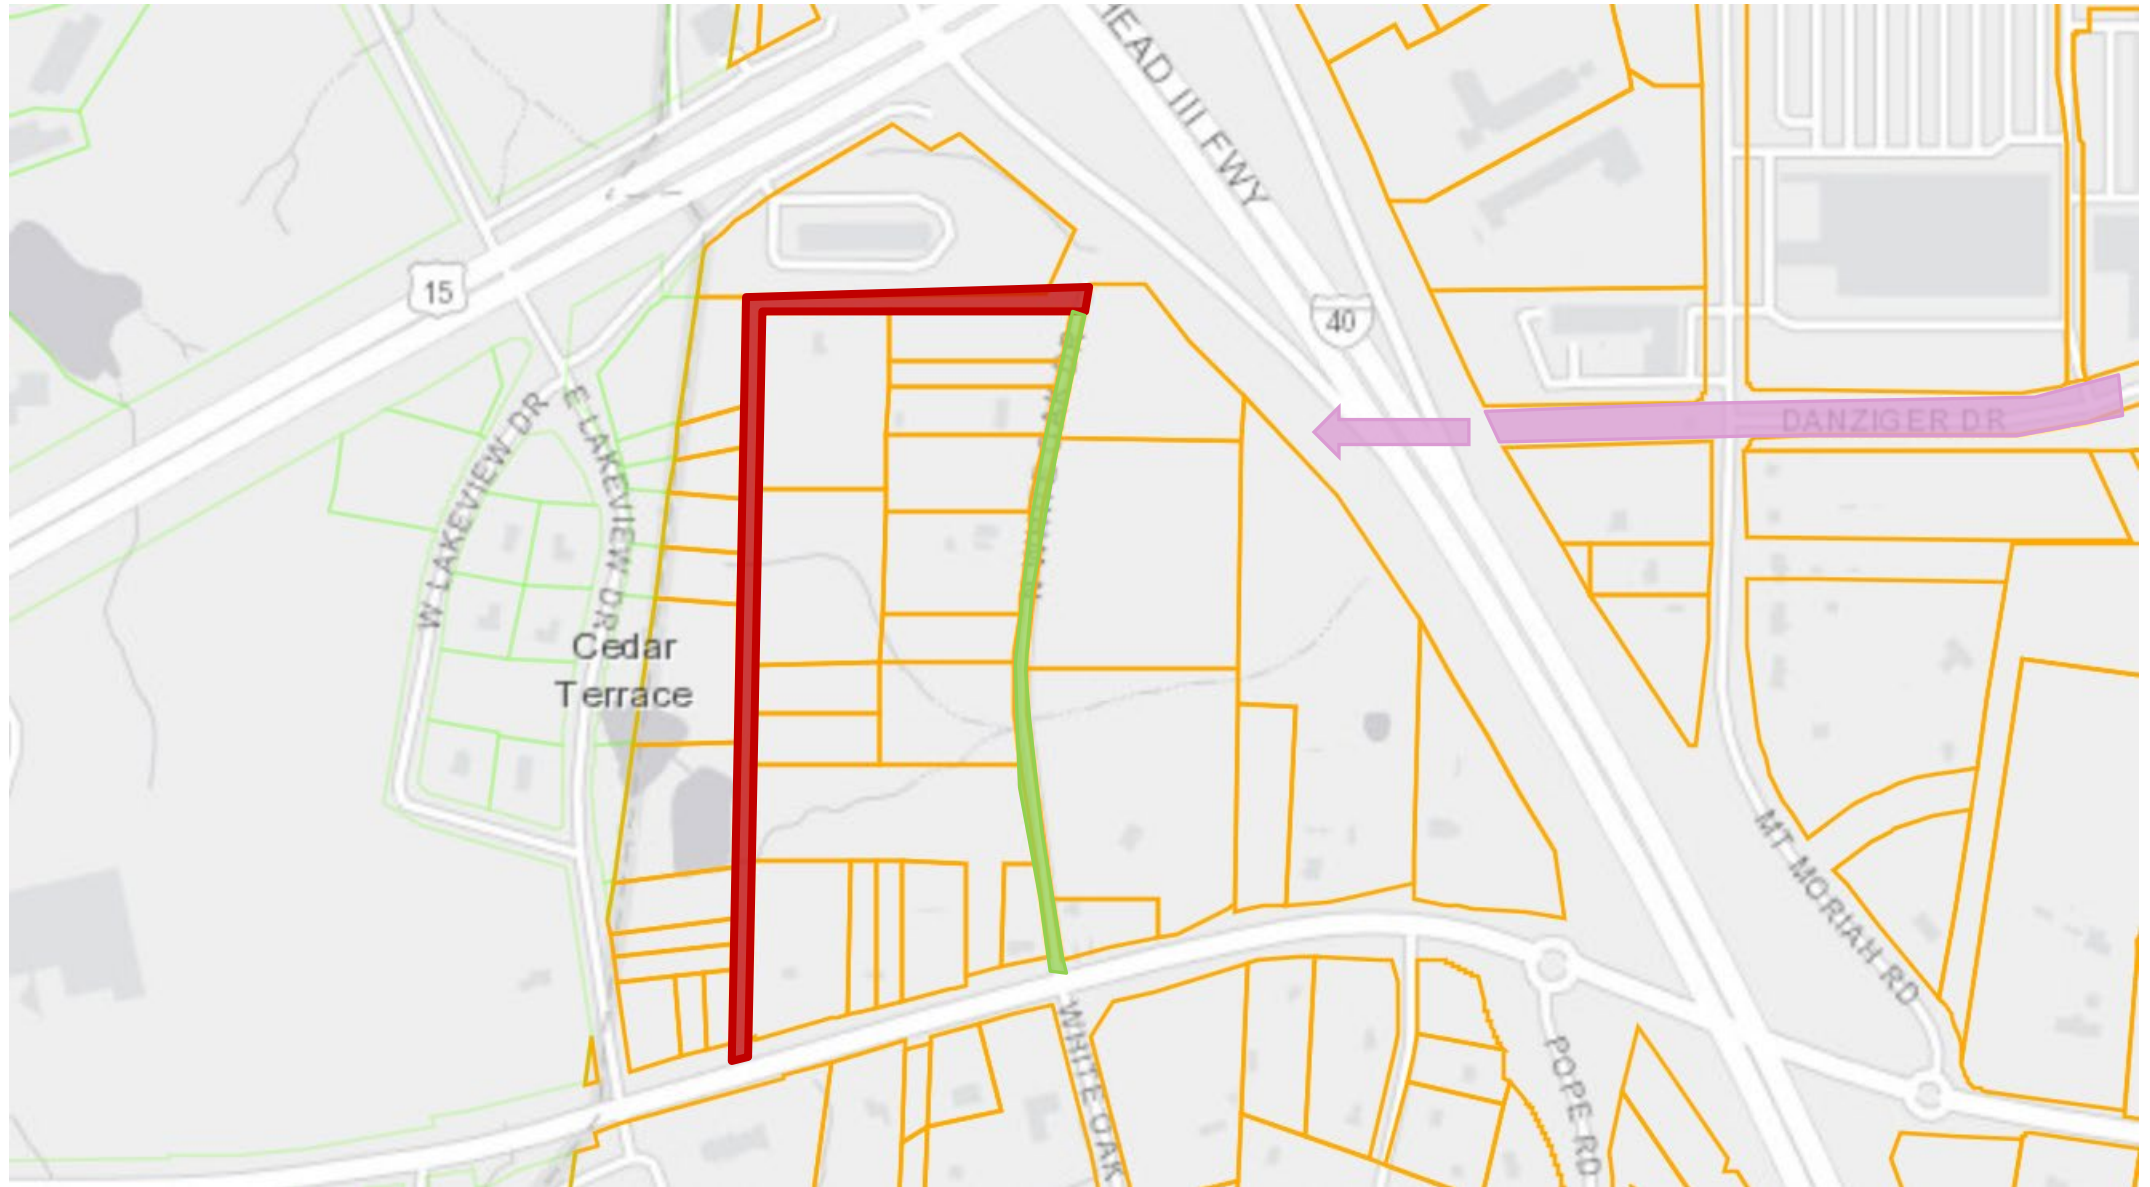 HEAD III FWY
15
40
DANZIGER DR
W LAKEVIEW DR
E LAKEVIEW DR
Cedar
Terrace
MT MORIAH RD
WHITE OAK
POPE RD